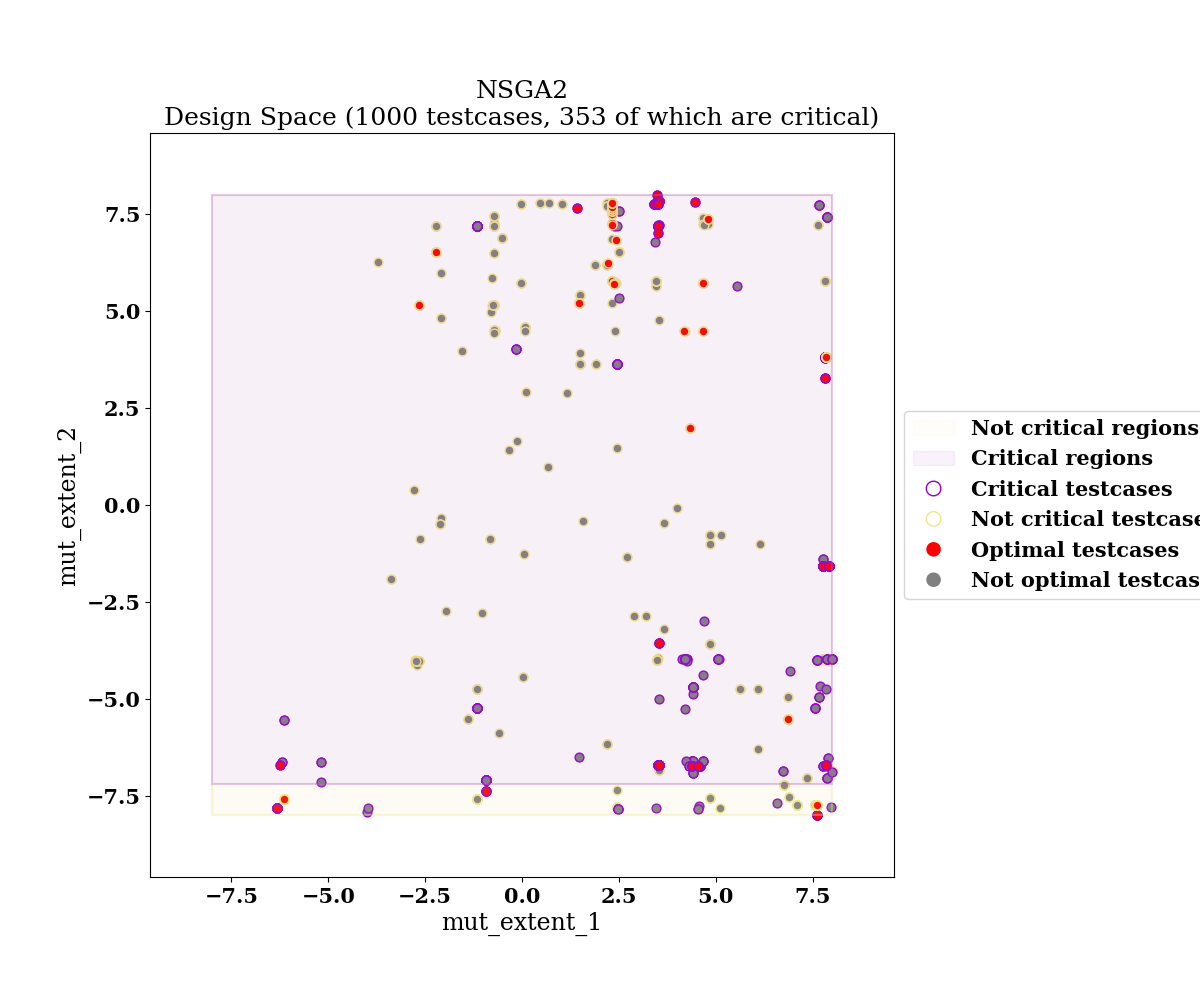 NSGA2
Design Space (1000 testcases, 353 of which are critical)
7.5
5.0
2.5
0.0
−2.5
−5.0
−7.5
mut_extent_2
−7.5 −5.0 −2.5 0.0 2.5 5.0 7.5
mut_extent_1
Not critical regions
Critical regions
Critical testcases
Not critical testcase
Optimal testcases
Not optimal testcas